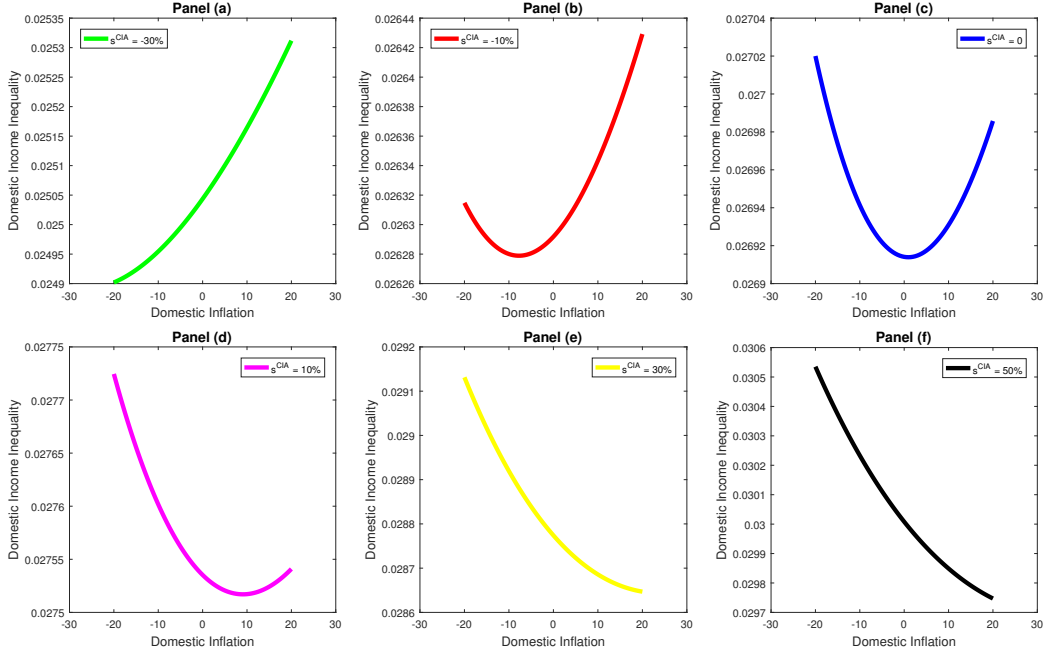 Panel (a)
s^CIA = -30%
Domestic Income Inequality
0.02535
0.0253
0.02525
0.0252
0.02515
0.0251
0.02505
0.025
0.02495
0.0249
-30 -20 -10 0 10 20 30
Domestic Inflation
Panel (b)
s^CIA = -10%
Domestic Income Inequality
0.02644
0.02642
0.0264
0.02638
0.02636
0.02634
0.02632
0.0263
0.02628
0.02626
-30 -20 -10 0 10 20 30
Domestic Inflation
Panel (c)
s^CIA = 0
Domestic Income Inequality
0.02704
0.02702
0.027
0.02698
0.02696
0.02694
0.02692
0.0269
-30 -20 -10 0 10 20 30
Domestic Inflation
Panel (d)
s^CIA = 10%
Domestic Income Inequality
0.02775
0.0277
0.02765
0.0276
0.02755
0.0275
-30 -20 -10 0 10 20 30
Domestic Inflation
Panel (e)
s^CIA = 30%
Domestic Income Inequality
0.0292
0.0291
0.029
0.0289
0.0288
0.0287
0.0286
-30 -20 -10 0 10 20 30
Domestic Inflation
Panel (f)
s^CIA = 50%
Domestic Income Inequality
0.0306
0.0305
0.0304
0.0303
0.0302
0.0301
0.03
0.0299
0.0298
0.0297
-30 -20 -10 0 10 20 30
Domestic Inflation